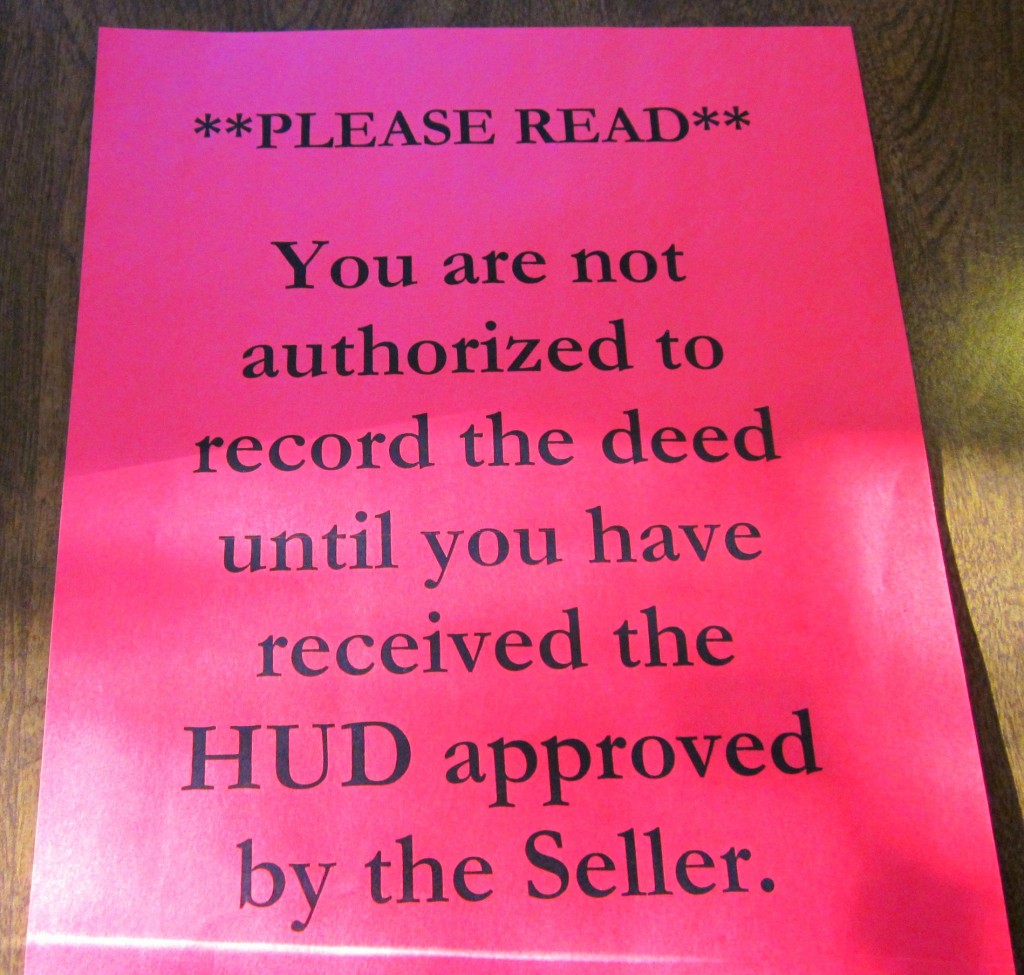 **PLEASE READ**
You are not
authorized to
record the deed
until you have
received the
HUD approved
by the Seller.